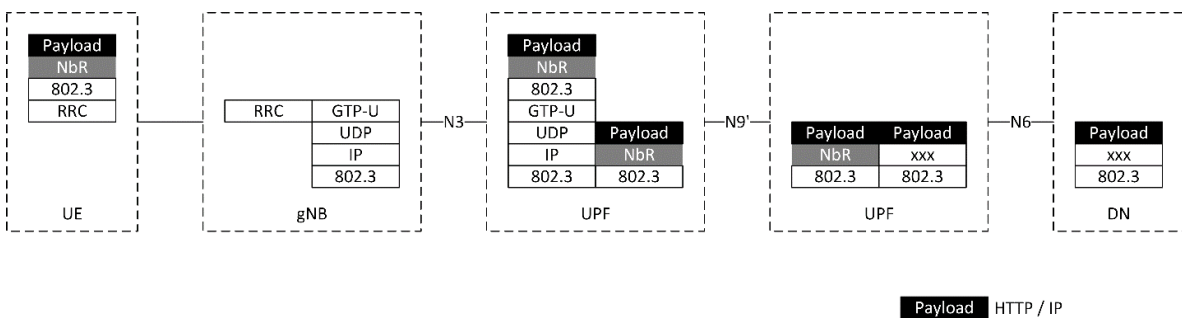 Payload
NbR
802.3
RRC
UE
RRC GTP-U
UDP
IP
802.3
gNB
N3
Payload
NbR
802.3
GTP-U
UDP Payload
IP NbR
802.3 802.3
UPF
N9'
Payload Payload
NbR xxx
802.3 802.3
UPF
N6
Payload
xxx
802.3
DN
Payload HTTP / IP